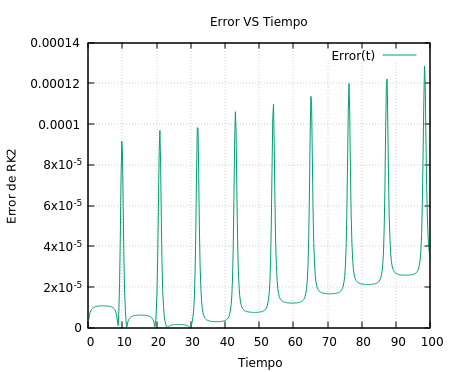 Error VS Tiempo
0.00014
0.00012
0.0001
8x10⁻⁵
6x10⁻⁵
4x10⁻⁵
2x10⁻⁵
0
Error de RK2
Error(t)
0 10 20 30 40 50 60 70 80 90 100
Tiempo